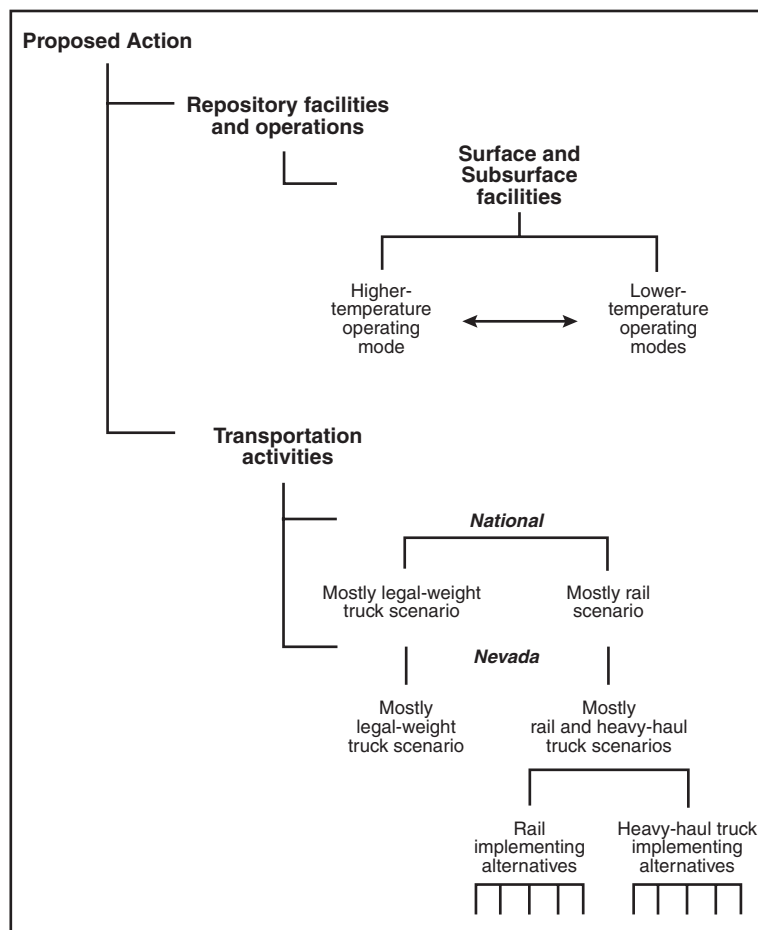 Proposed Action
Repository facilities
and operations
Surface and
Subsurface
facilities
Higher-
temperature
operating
mode
Lower-
temperature
operating
modes
Transportation
activities
National
Mostly legal-weight
truck scenario
Mostly rail
scenario
Nevada
Mostly
legal-weight
truck scenario
Mostly
rail and heavy-haul
truck scenarios
Rail
implementing
alternatives
Heavy-haul truck
implementing
alternatives